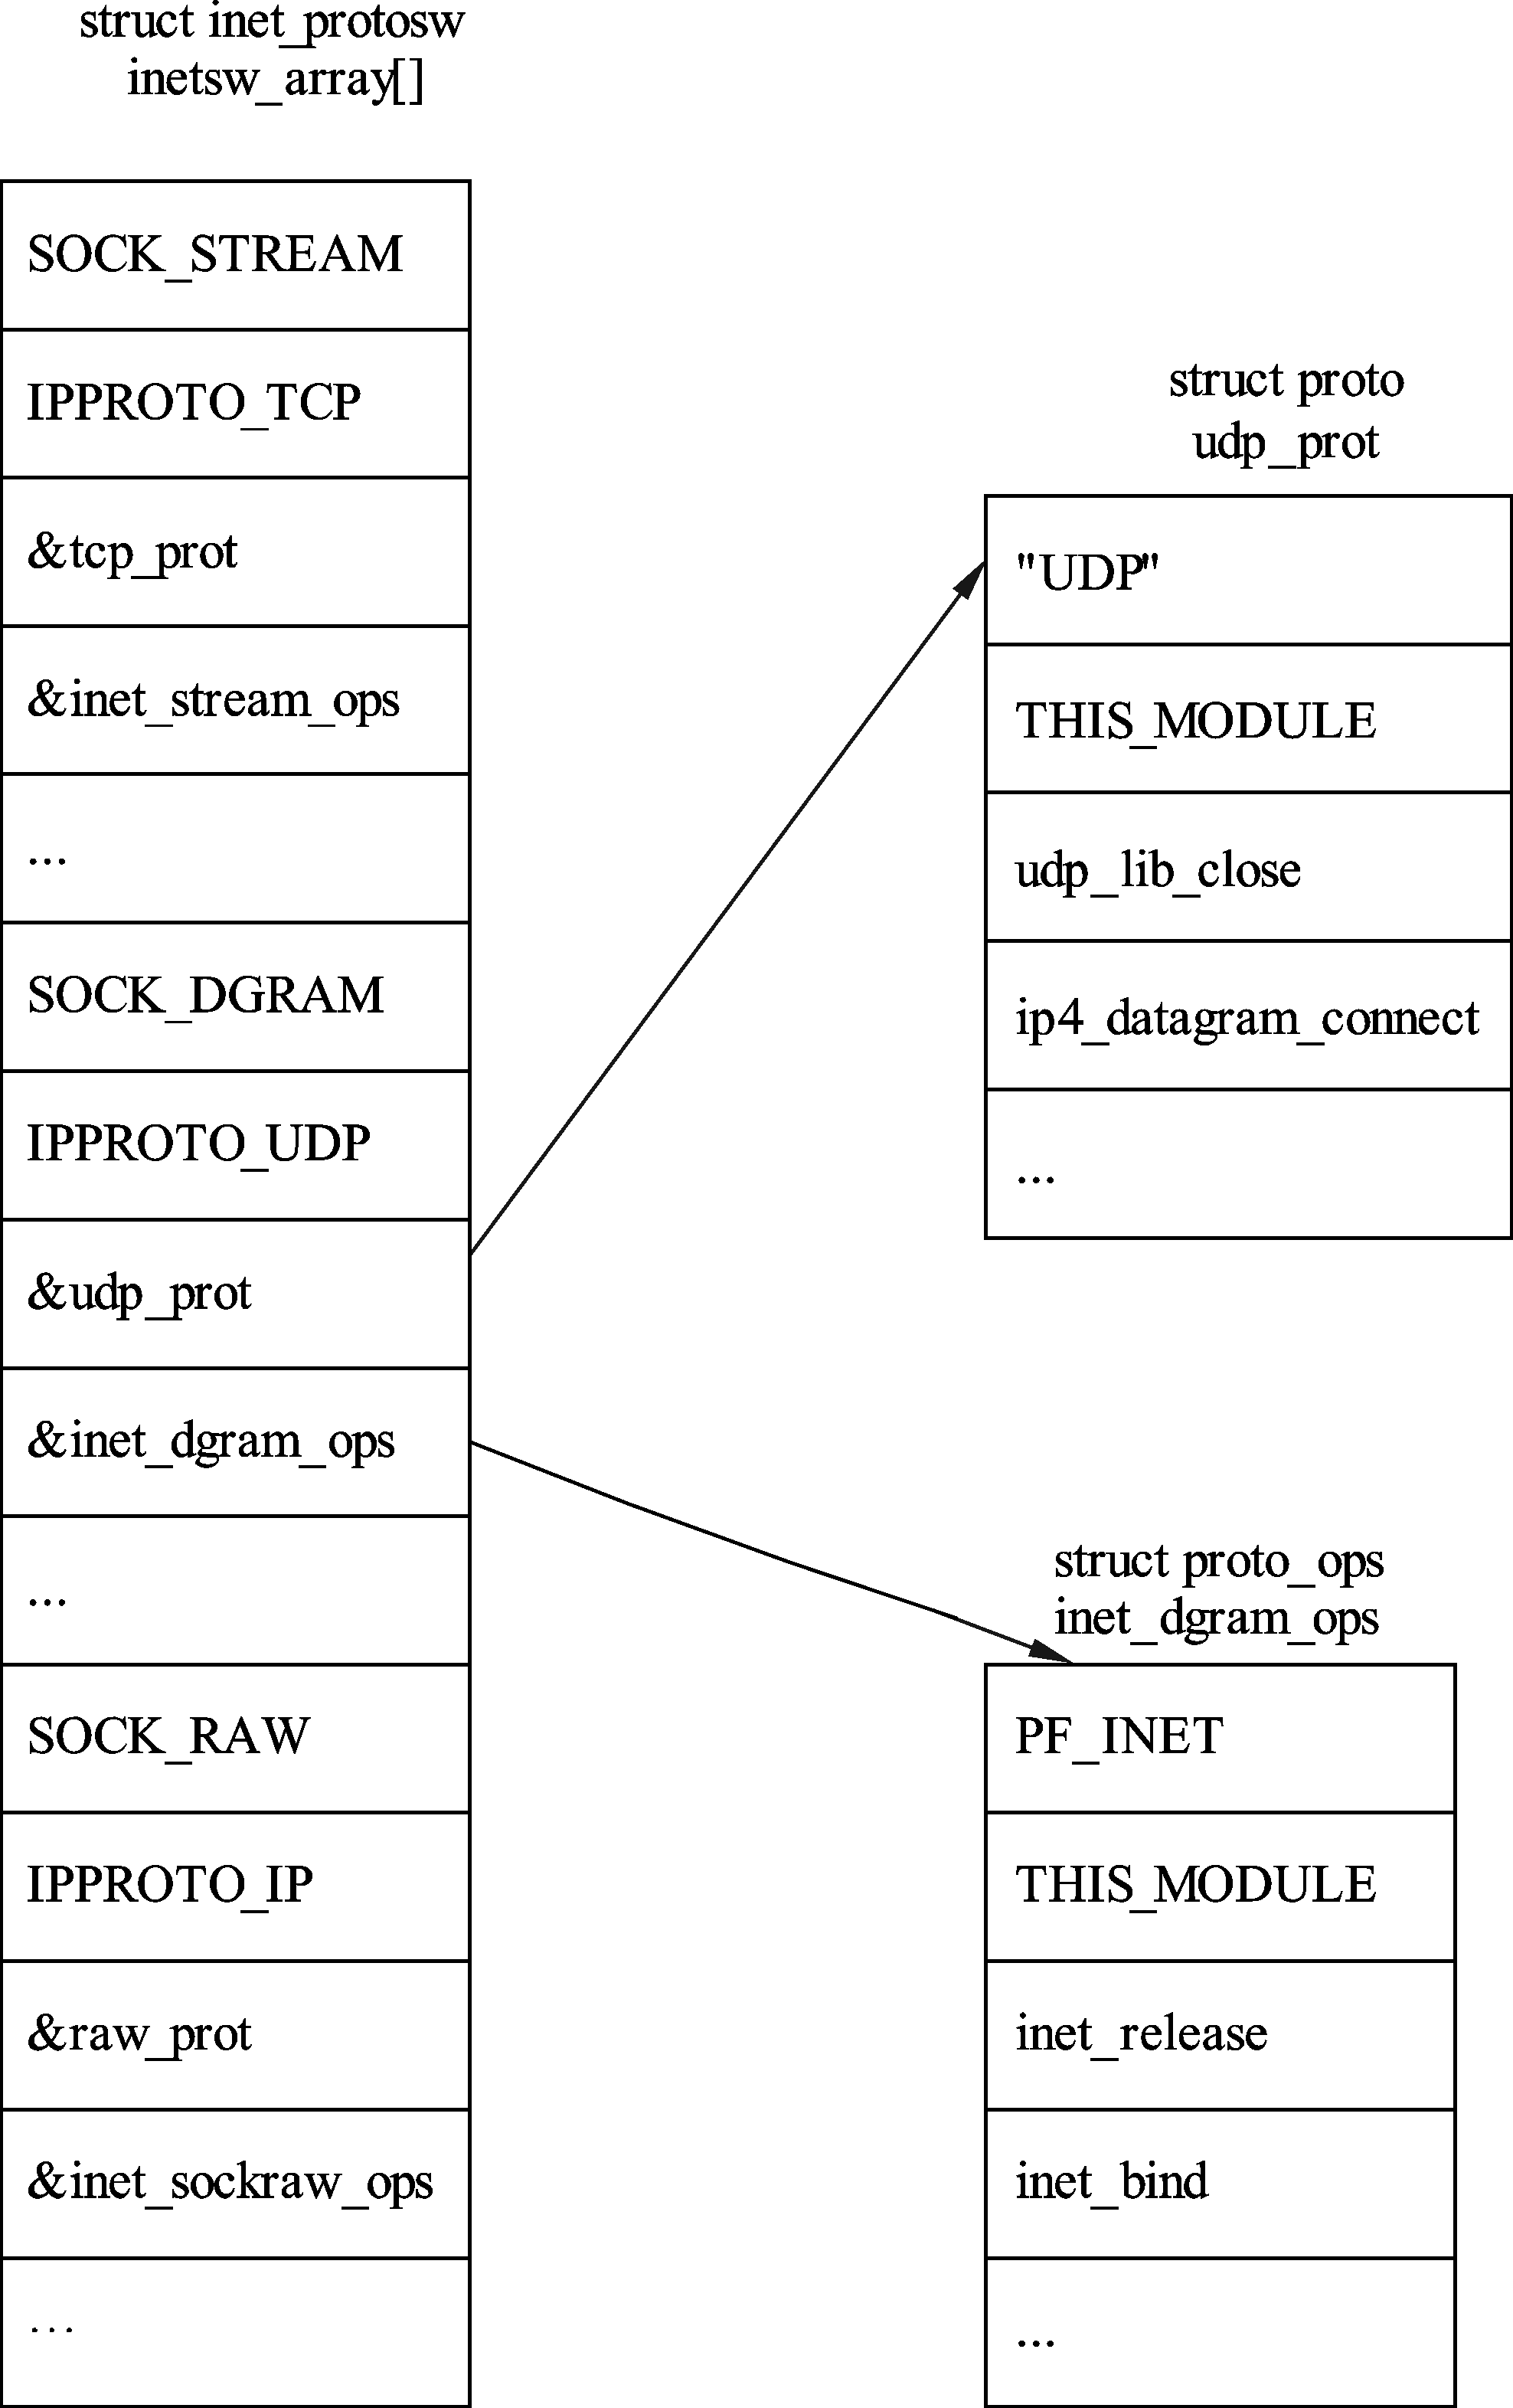 struct inet_protosw
inetsw_array[]
SOCK_STREAM
IPPROTO_TCP
&tcp_prot
&inet_stream_ops
...
SOCK_DGRAM
IPPROTO_UDP
&udp_prot
&inet_dgram_ops
...
SOCK_RAW
IPPROTO_IP
&raw_prot
&inet_sockraw_ops
...
struct proto
udp_prot
"UDP"
THIS_MODULE
udp_lib_close
ip4_datagram_connect
...
struct proto_ops
inet_dgram_ops
PF_INET
THIS_MODULE
inet_release
inet_bind
...